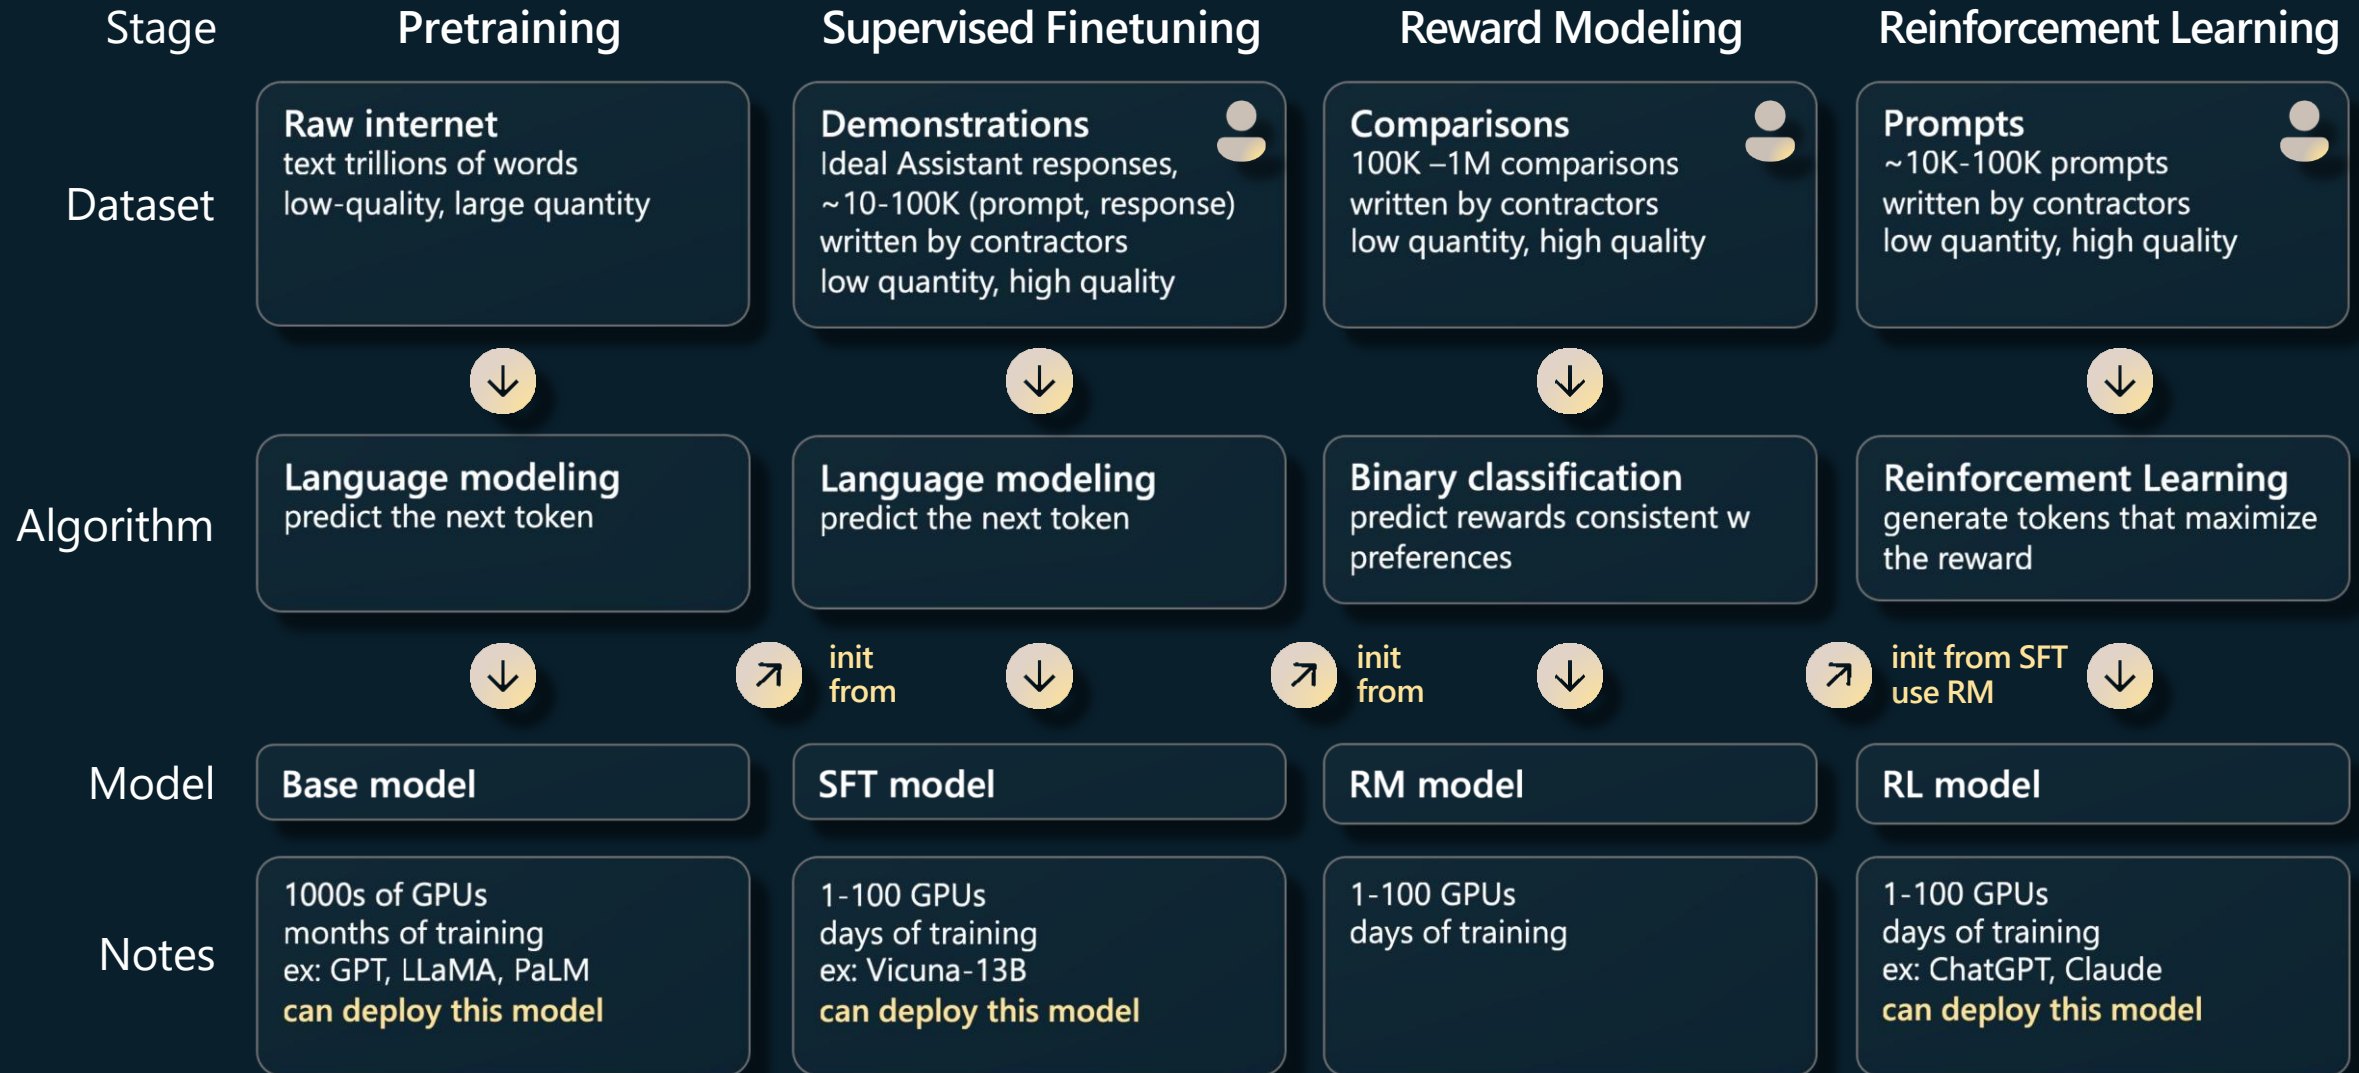 Stage
Pretraining
Supervised Finetuning
Reward Modeling
Reinforcement Learning
Dataset
Raw internet
text trillions of words
low-quality, large quantity
Demonstrations
Ideal Assistant responses,
~10-100K (prompt, response)
written by contractors
low quantity, high quality
Comparisons
100K –1M comparisons
written by contractors
low quantity, high quality
Prompts
~10K-100K prompts
written by contractors
low quantity, high quality
Algorithm
Language modeling
predict the next token
Language modeling
predict the next token
Binary classification
predict rewards consistent w
preferences
Reinforcement Learning
generate tokens that maximize
the reward
init
from
init
from
init from SFT
use RM
Model
Base model
SFT model
RM model
RL model
Notes
1000s of GPUs
months of training
ex: GPT, LLaMA, PaLM
can deploy this model
1-100 GPUs
days of training
ex: Vicuna-13B
can deploy this model
1-100 GPUs
days of training
1-100 GPUs
days of training
ex: ChatGPT, Claude
can deploy this model